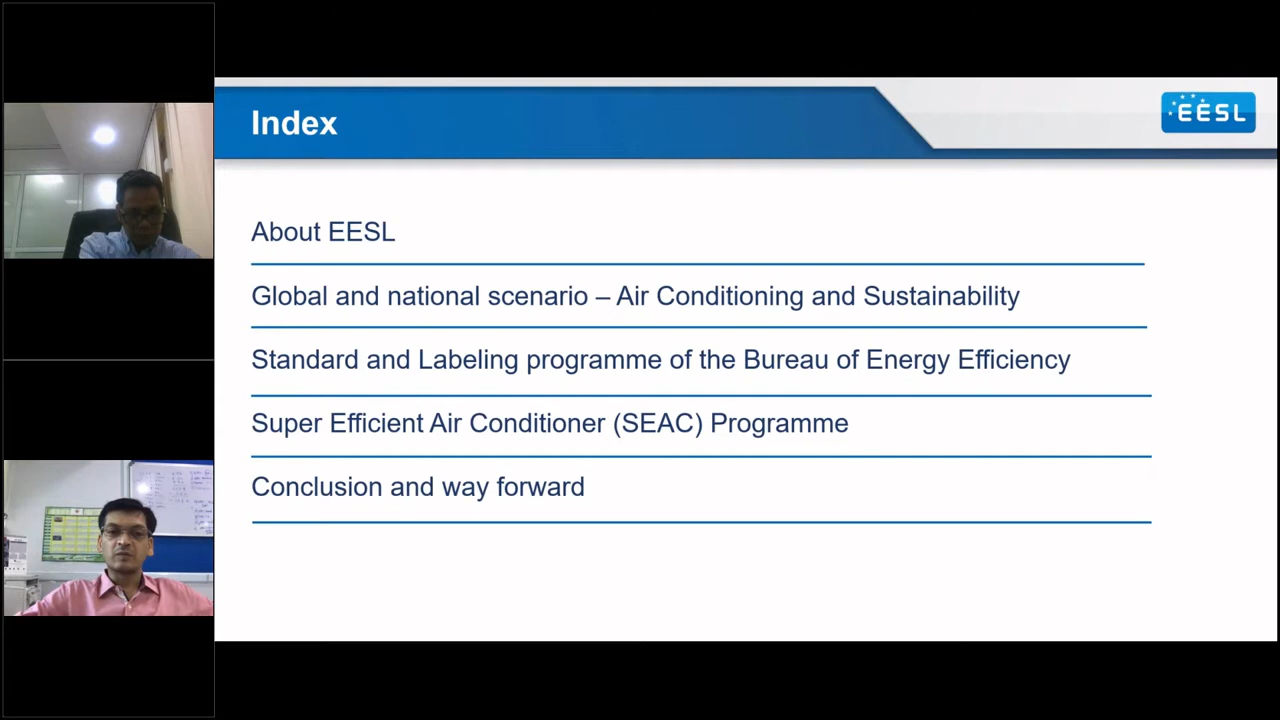 Index
EESL
About EESL
Global and national scenario – Air Conditioning and Sustainability
Standard and Labeling programme of the Bureau of Energy Efficiency
Super Efficient Air Conditioner (SEAC) Programme
Conclusion and way forward